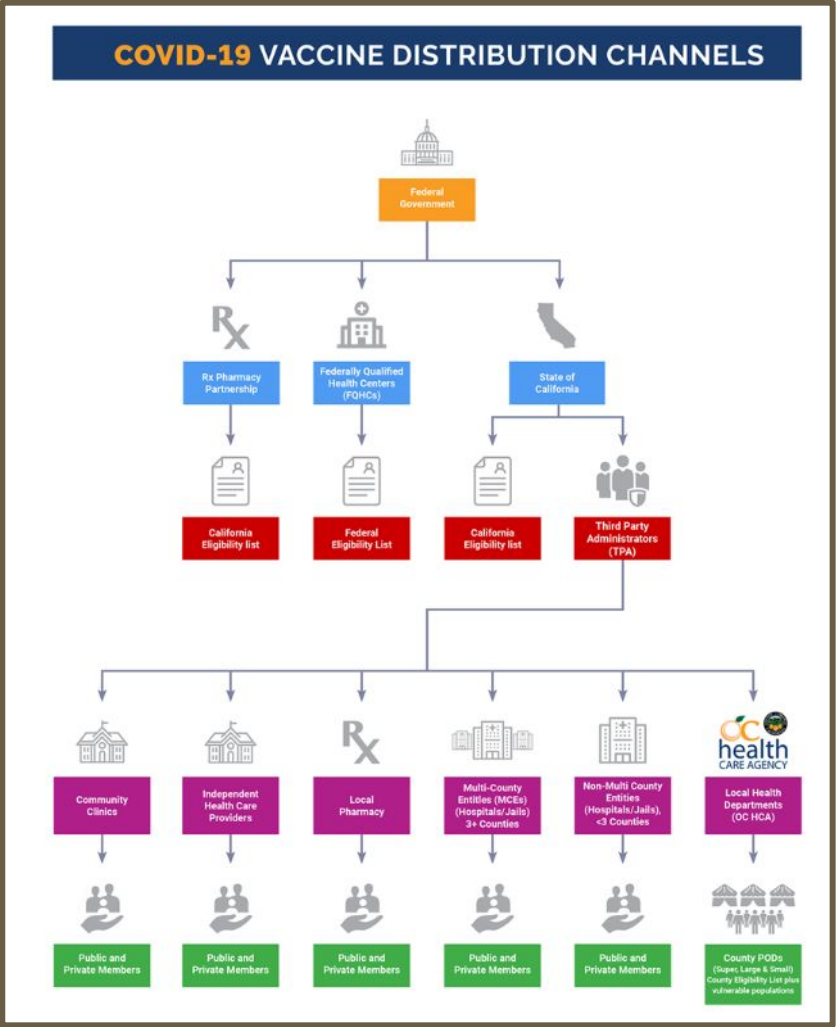 COVID-19 VACCINE DISTRIBUTION CHANNELS
Federal
Government
Rx
Rx Pharmacy
Partnership
Federally Qualified
Health Centers
(FQHCs)
State of
California
California
Eligibility list
Federal
Eligibility List
California
Eligibility list
Third Party
Administrators
(TPA)
Rx
OC
health
CARE AGENCY
Community
Clinics
Independent
Health Care
Providers
Local
Pharmacy
Multi-County
Entities (MCEs)
(Hospitals/Jails)
3+ Counties
Non-Multi County
Entities
(Hospitals/Jails),
<3 Counties
Local Health
Departments
(OC HCA)
Public and
Private Members
Public and
Private Members
Public and
Private Members
Public and
Private Members
Public and
Private Members
County PODs
(Super, Large & Small)
County Eligibility List plus
vulnerable populations